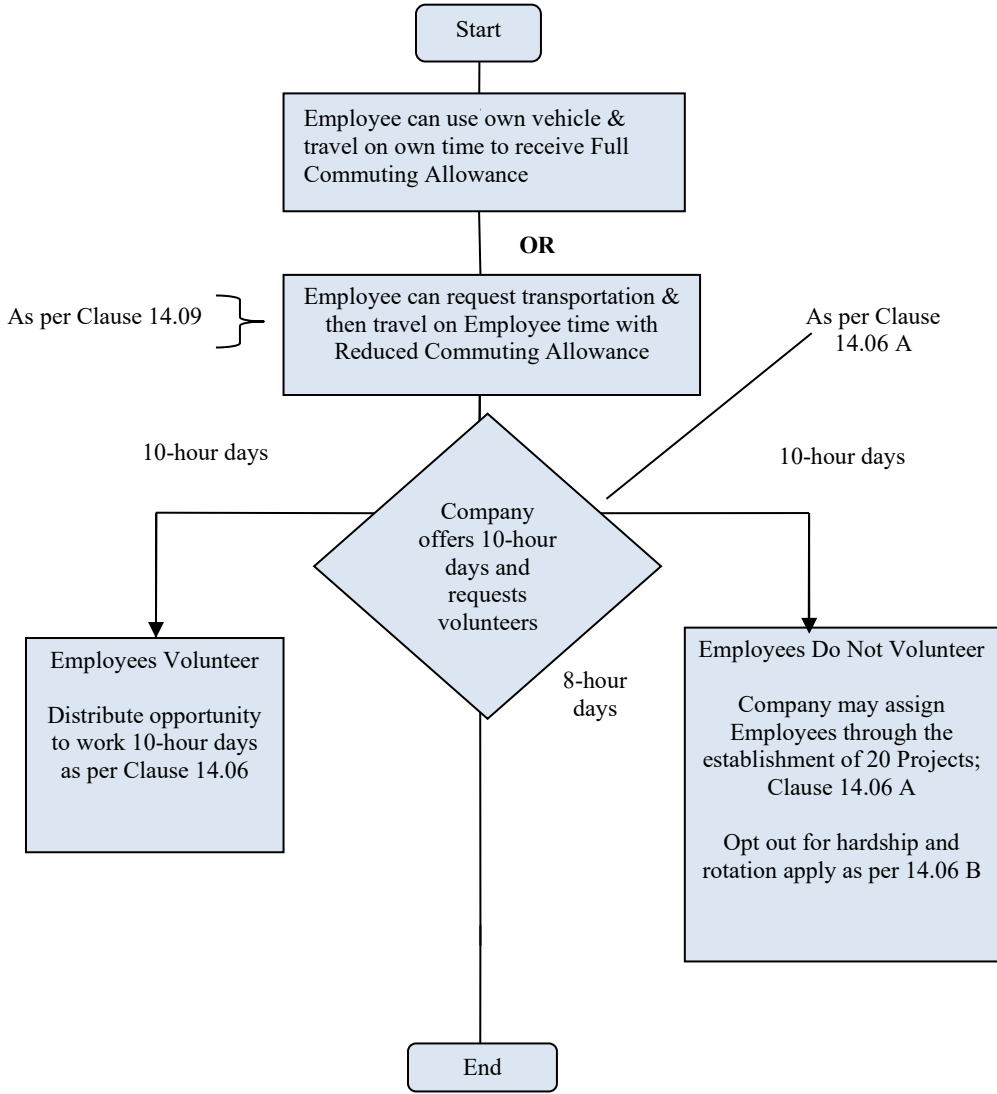 Start
Employee can use own vehicle &
travel on own time to receive Full
Commuting Allowance
OR
As per Clause 14.09
Employee can request transportation &
then travel on Employee time with
Reduced Commuting Allowance
As per Clause
14.06 A
10-hour days
10-hour days
Company
offers 10-hour
days and
requests
volunteers
Employees Volunteer
Distribute opportunity
to work 10-hour days
as per Clause 14.06
8-hour
days
Employees Do Not Volunteer
Company may assign
Employees through the
establishment of 20 Projects;
Clause 14.06 A
Opt out for hardship and
rotation apply as per 14.06 B
End